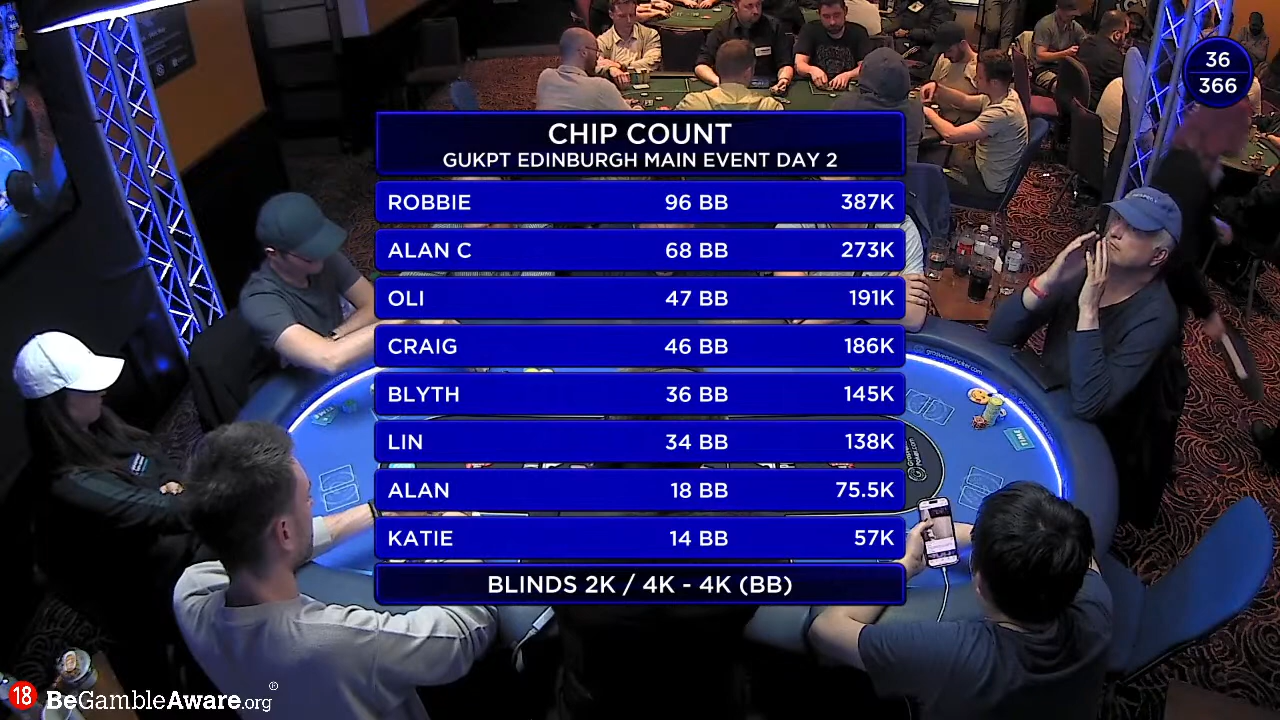 36
366
CHIP COUNT
GUKPT EDINBURGH MAIN EVENT DAY 2
ROBBIE 96 BB 387K
ALAN C 68 BB 273K
OLI 47 BB 191K
CRAIG 46 BB 186K
BLYTH 36 BB 145K
LIN 34 BB 138K
ALAN 18 BB 75.5K
KATIE 14 BB 57K
BLINDS 2K / 4K - 4K (BB)
TIME
18 BeGambleAware.org®